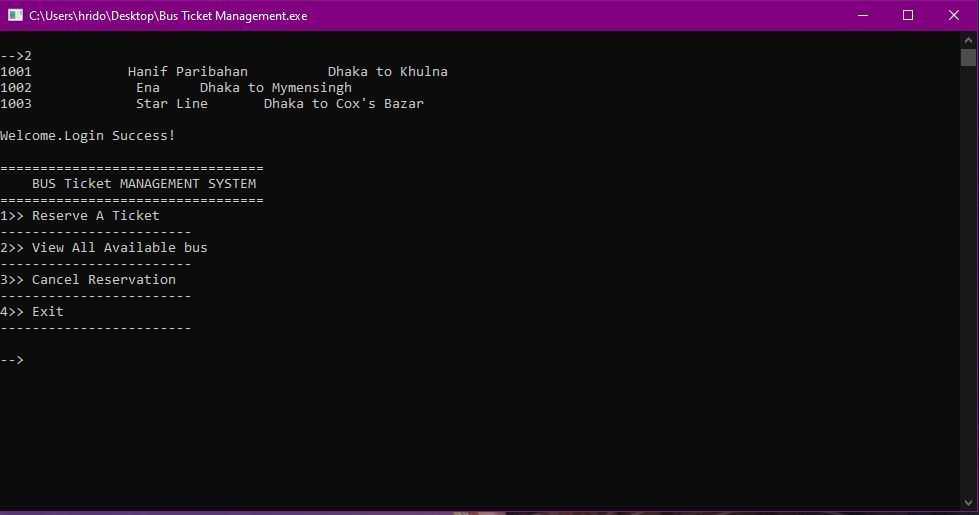 C:\Users\hrido\Desktop\Bus Ticket Management.exe
-->2
1001            Hanif Paribahan          Dhaka to Khulna
1002             Ena     Dhaka to Mymensingh
1003             Star Line       Dhaka to Cox's Bazar
Welcome.Login Success!
=================================
    BUS Ticket MANAGEMENT SYSTEM
=================================
1>> Reserve A Ticket
------------------------
2>> View All Available bus
------------------------
3>> Cancel Reservation
------------------------
4>> Exit
------------------------
-->